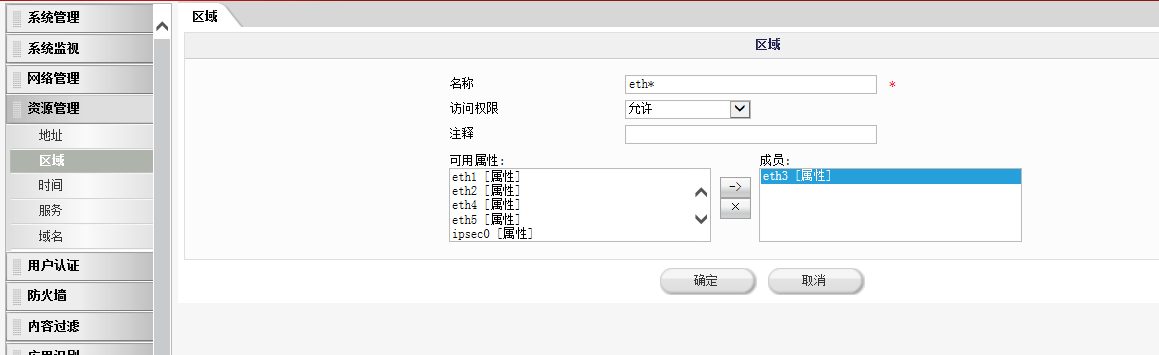 系统管理
系统监视
网络管理
资源管理
地址
区域
时间
服务
域名
用户认证
防火墙
内容过滤
应用识别
区域
区域
名称 eth* *
访问权限 允许
注释
可用属性: 成员:
eth1 [属性] eth3 [属性]
eth2 [属性]
eth4 [属性]
eth5 [属性]
ipsec0 [属性]
-> ×
确定 取消